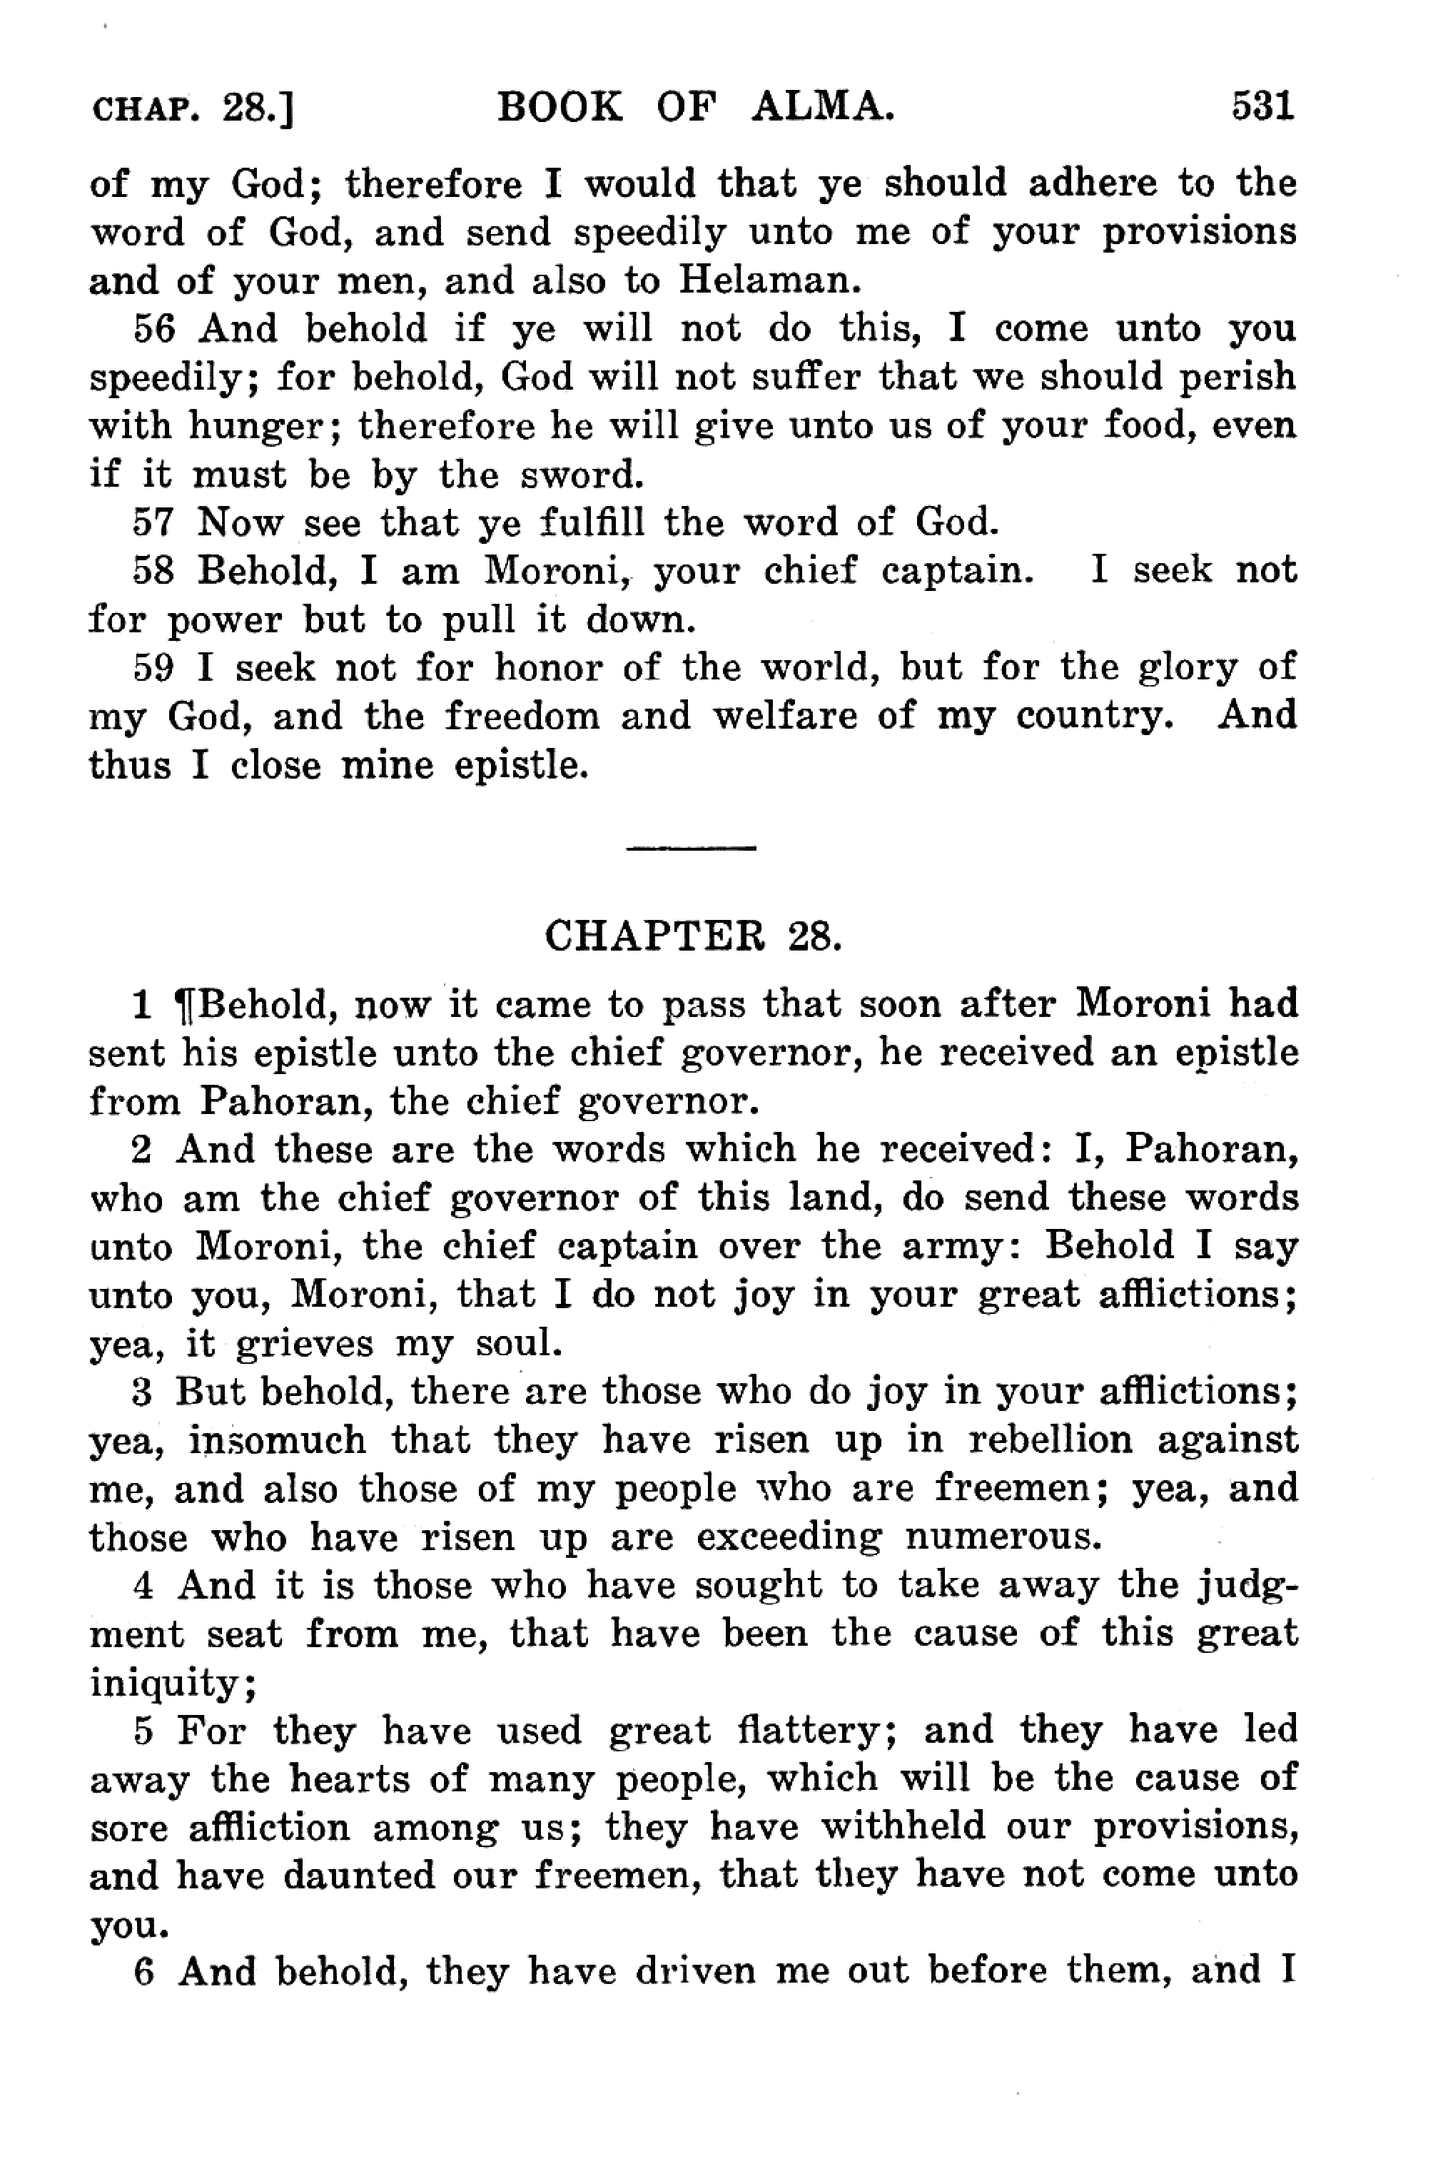 CHAP. 28.] BOOK OF ALMA. 531
of my God; therefore I would that ye should adhere to the
word of God, and send speedily unto me of your provisions
and of your men, and also to Helaman.
56 And behold if ye will not do this, I come unto you
speedily; for behold, God will not suffer that we should perish
with hunger; therefore he will give unto us of your food, even
if it must be by the sword.
57 Now see that ye fulfill the word of God.
58 Behold, I am Moroni, your chief captain. I seek not
for power but to pull it down.
59 I seek not for honor of the world, but for the glory of
my God, and the freedom and welfare of my country. And
thus I close mine epistle.
CHAPTER 28.
1 ¶Behold, now it came to pass that soon after Moroni had
sent his epistle unto the chief governor, he received an epistle
from Pahoran, the chief governor.
2 And these are the words which he received: I, Pahoran,
who am the chief governor of this land, do send these words
unto Moroni, the chief captain over the army: Behold I say
unto you, Moroni, that I do not joy in your great afflictions;
yea, it grieves my soul.
3 But behold, there are those who do joy in your afflictions;
yea, insomuch that they have risen up in rebellion against
me, and also those of my people who are freemen; yea, and
those who have risen up are exceeding numerous.
4 And it is those who have sought to take away the judg-
ment seat from me, that have been the cause of this great
iniquity;
5 For they have used great flattery; and they have led
away the hearts of many people, which will be the cause of
sore affliction among us; they have withheld our provisions,
and have daunted our freemen, that they have not come unto
you.
6 And behold, they have driven me out before them, and I